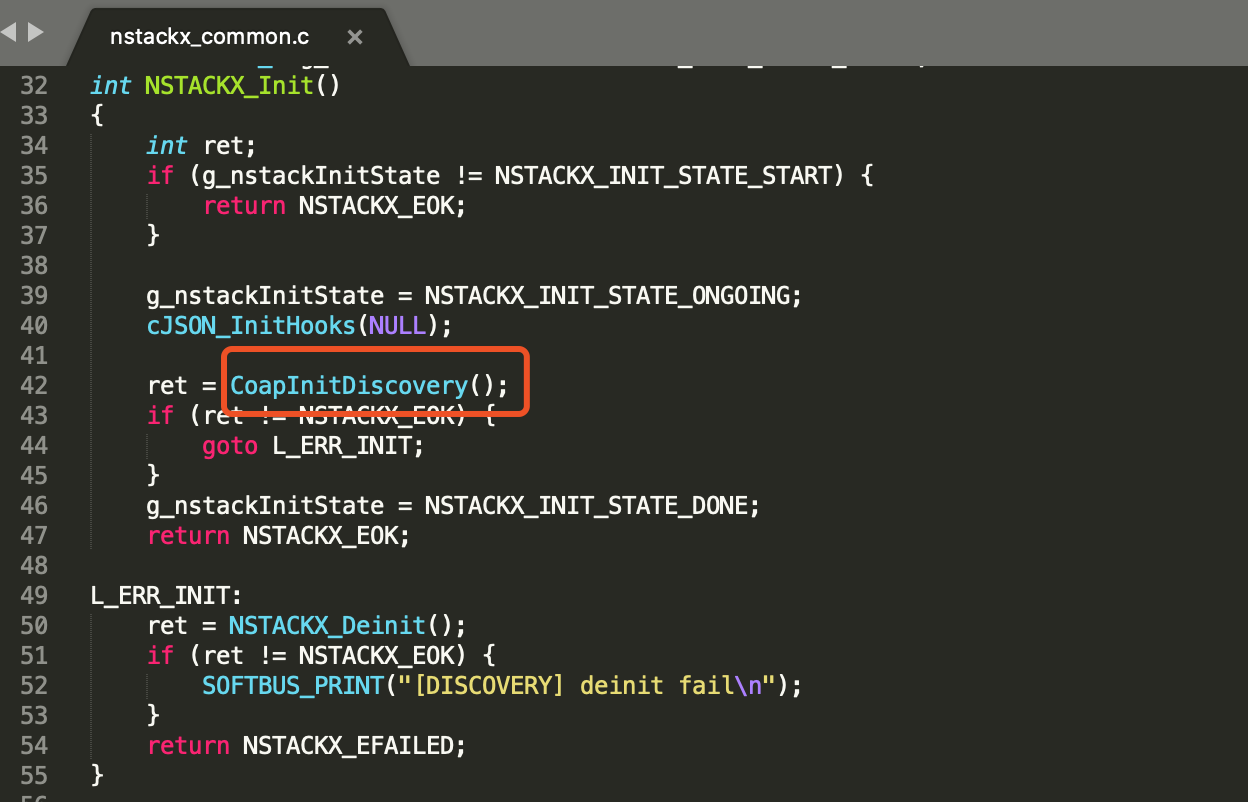 nstackx_common.c ×
32 int NSTACKX_Init()
33 {
34 int ret;
35 if (g_nstackInitState != NSTACKX_INIT_STATE_START) {
36 return NSTACKX_EOK;
37 }
38
39 g_nstackInitState = NSTACKX_INIT_STATE_ONGOING;
40 cJSON_InitHooks(NULL);
41
42 ret = CoapInitDiscovery();
43 if (ret != NSTACKX_EOK) {
44 goto L_ERR_INIT;
45 }
46 g_nstackInitState = NSTACKX_INIT_STATE_DONE;
47 return NSTACKX_EOK;
48
49 L_ERR_INIT:
50 ret = NSTACKX_Deinit();
51 if (ret != NSTACKX_EOK) {
52 SOFTBUS_PRINT("[DISCOVERY] deinit fail\n");
53 }
54 return NSTACKX_EFAILED;
55 }